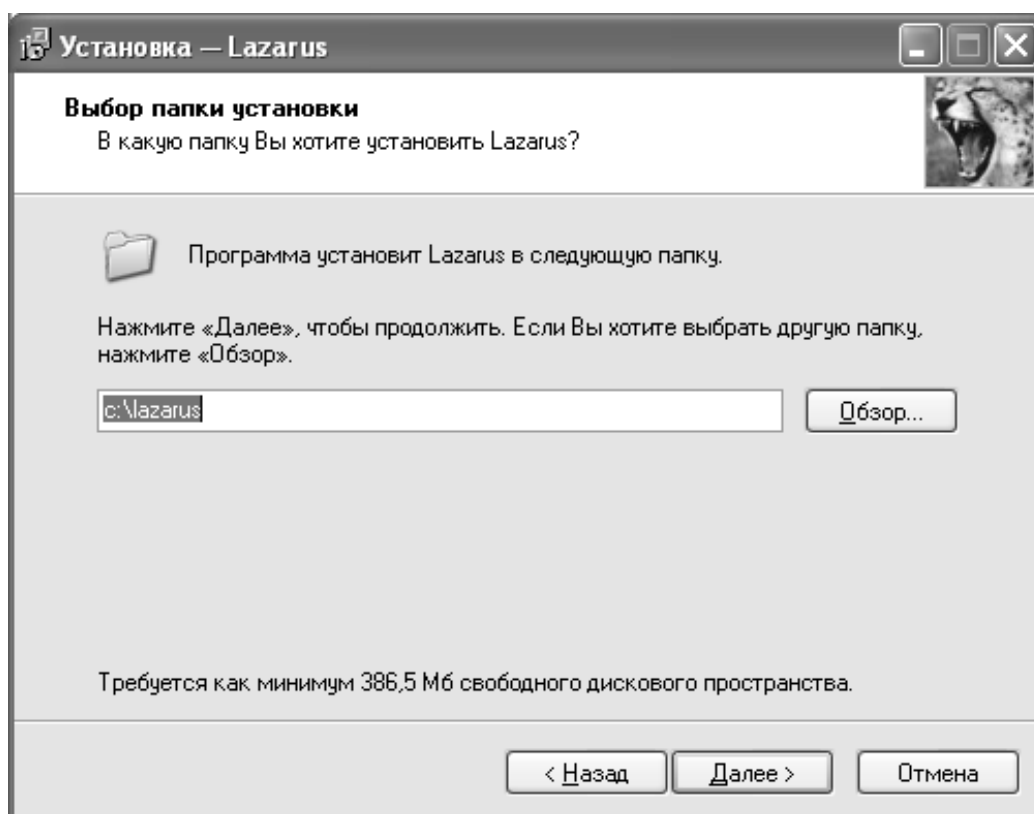 Установка — Lazarus
Выбор папки установки
В какую папку Вы хотите установить Lazarus?
Программа установит Lazarus в следующую папку.
Нажмите «Далее», чтобы продолжить. Если Вы хотите выбрать другую папку,
нажмите «Обзор».
c:\lazarus
Обзор...
Требуется как минимум 386,5 Мб свободного дискового пространства.
< Назад
Далее >
Отмена